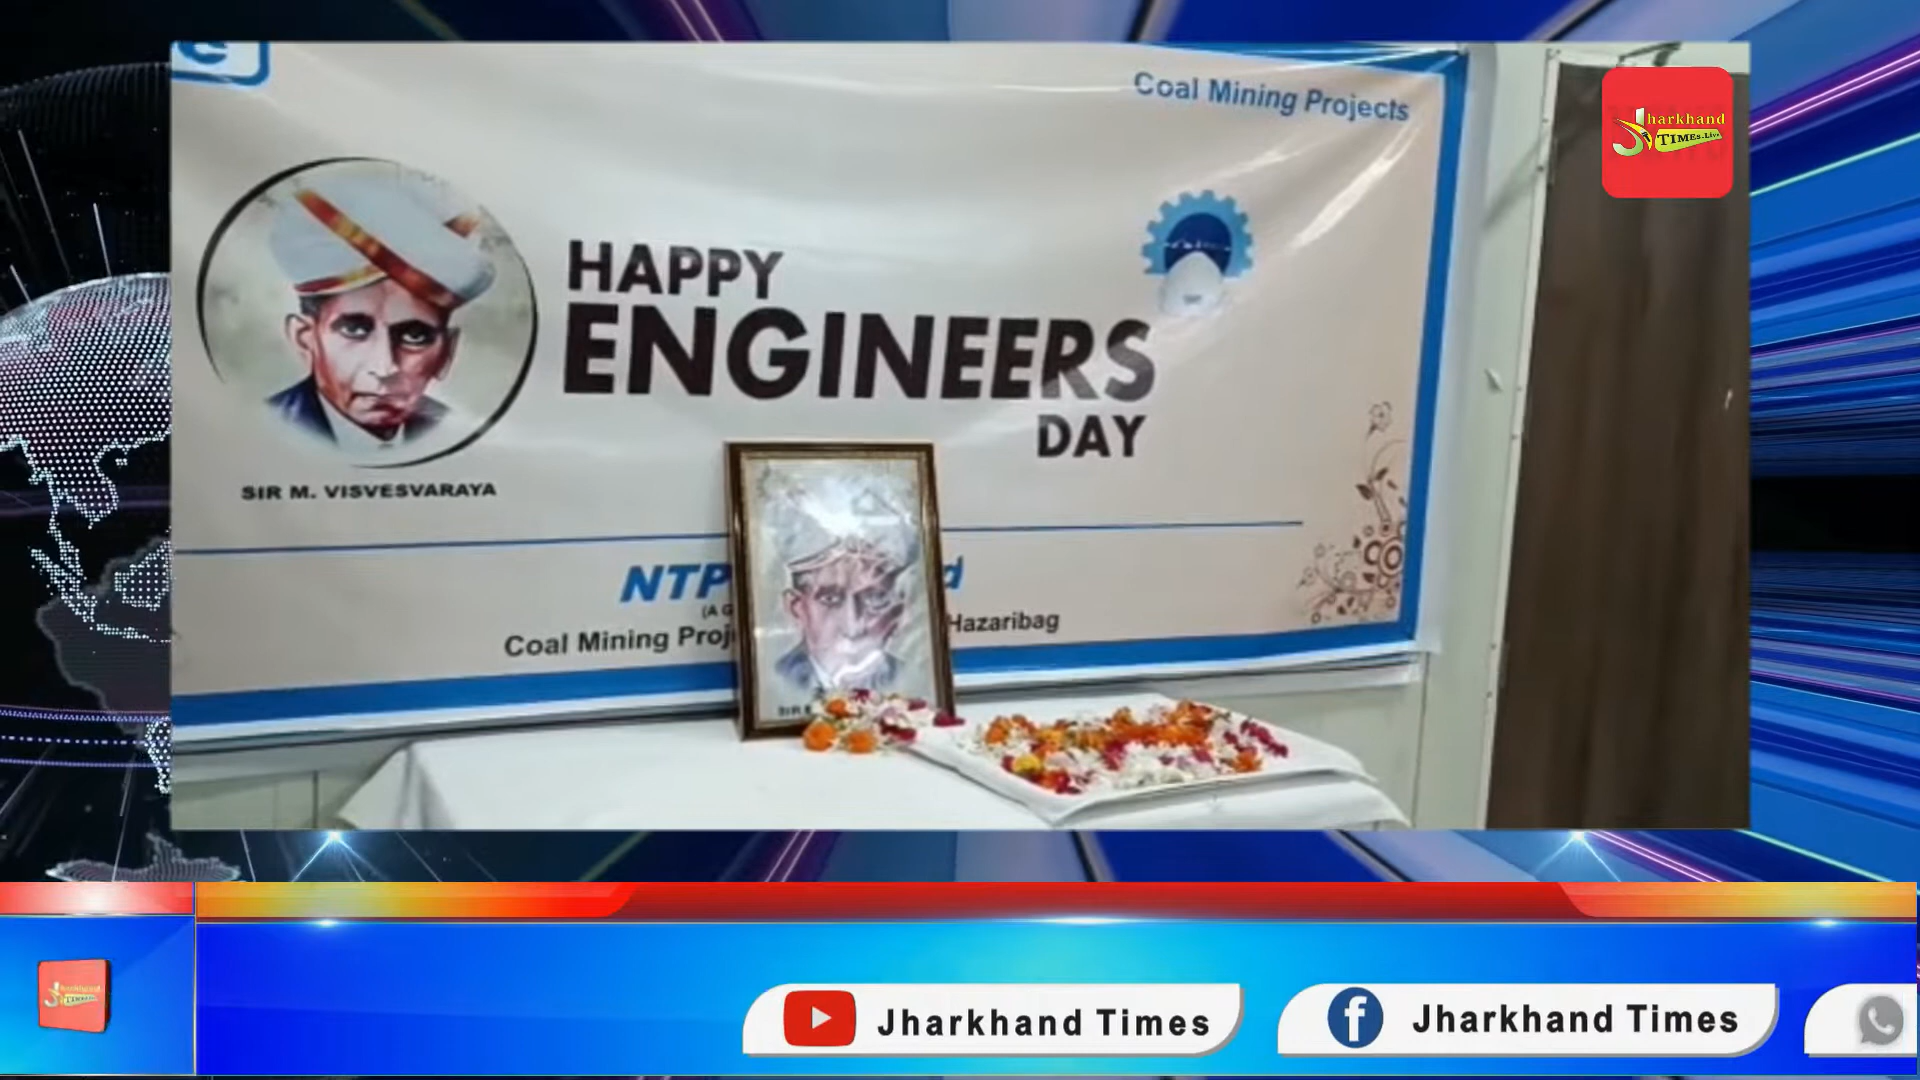 Coal Mining Projects
Jharkhand
TIMEs.Live
HAPPY
ENGINEERS
DAY
SIR M. VISVESVARAYA
NTP
(A G
Coal Mining Proj
Hazaribag
SIR
Jharkhand Times
Jharkhand Times